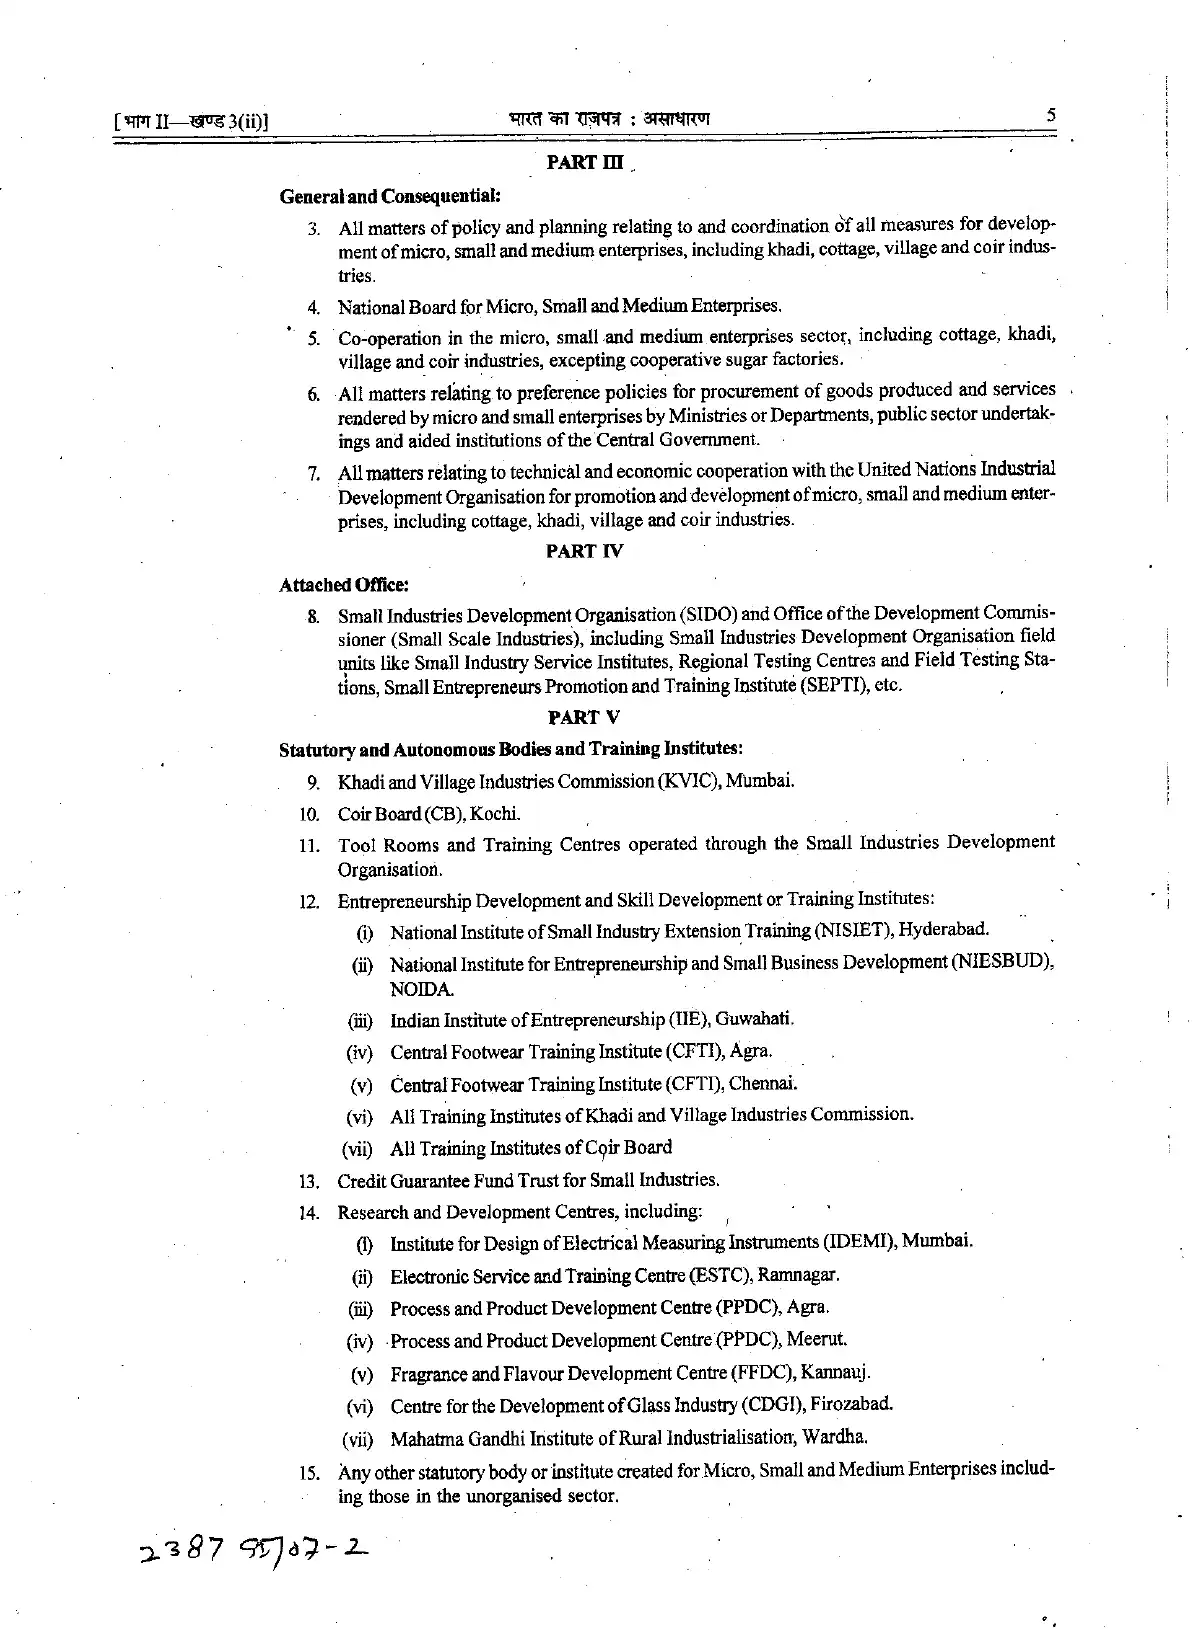 [ भाग II—खण्ड 3(ii)]
भारत का राजपत्र : असाधारण
5
PART III
General and Consequential:
3. All matters of policy and planning relating to and coordination of all measures for develop-
ment of micro, small and medium enterprises, including khadi, cottage, village and coir indus-
tries.
4. National Board for Micro, Small and Medium Enterprises.
5. Co-operation in the micro, small and medium enterprises sector, including cottage, khadi,
village and coir industries, excepting cooperative sugar factories.
6. All matters relating to preference policies for procurement of goods produced and services
rendered by micro and small enterprises by Ministries or Departments, public sector undertak-
ings and aided institutions of the Central Government.
7. All matters relating to technical and economic cooperation with the United Nations Industrial
Development Organisation for promotion and development of micro, small and medium enter-
prises, including cottage, khadi, village and coir industries.
PART IV
Attached Office:
8. Small Industries Development Organisation (SIDO) and Office of the Development Commis-
sioner (Small Scale Industries), including Small Industries Development Organisation field
units like Small Industry Service Institutes, Regional Testing Centres and Field Testing Sta-
tions, Small Entrepreneurs Promotion and Training Institute (SEPTI), etc.
PART V
Statutory and Autonomous Bodies and Training Institutes:
9. Khadi and Village Industries Commission (KVIC), Mumbai.
10. Coir Board (CB), Kochi.
11. Tool Rooms and Training Centres operated through the Small Industries Development
Organisation.
12. Entrepreneurship Development and Skill Development or Training Institutes:
(i) National Institute of Small Industry Extension Training (NISIET), Hyderabad.
(ii) National Institute for Entrepreneurship and Small Business Development (NIESBUD),
NOIDA.
(iii) Indian Institute of Entrepreneurship (IIE), Guwahati.
(iv) Central Footwear Training Institute (CFTI), Agra.
(v) Central Footwear Training Institute (CFTI), Chennai.
(vi) All Training Institutes of Khadi and Village Industries Commission.
(vii) All Training Institutes of Coir Board
13. Credit Guarantee Fund Trust for Small Industries.
14. Research and Development Centres, including:
(I) Institute for Design of Electrical Measuring Instruments (IDEMI), Mumbai.
(ii) Electronic Service and Training Centre (ESTC), Ramnagar.
(iii) Process and Product Development Centre (PPDC), Agra.
(iv) Process and Product Development Centre (PPDC), Meerut.
(v) Fragrance and Flavour Development Centre (FFDC), Kannauj.
(vi) Centre for the Development of Glass Industry (CDGI), Firozabad.
(vii) Mahatma Gandhi Institute of Rural Industrialisation, Wardha.
15. Any other statutory body or institute created for Micro, Small and Medium Enterprises includ-
ing those in the unorganised sector.
2387